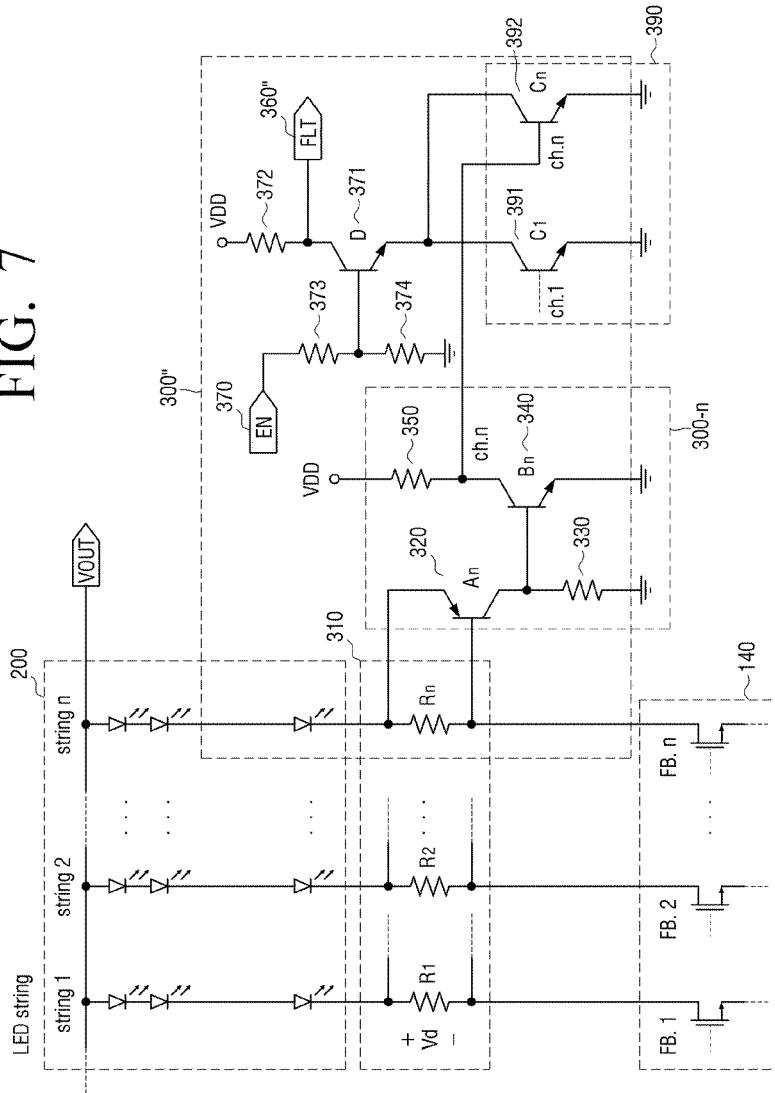 FIG. 7
LED string
200
string 1
string 2
string n
VOUT
310
+
Vd
−
R1
R2
Rn
140
FB. 1
FB. 2
FB. n
300"
370
EN
373
374
VDD
372
360"
FLT
D
371
VDD
350
ch.n
320
An
Bn
340
330
300-n
391
C1
ch.1
392
Cn
ch.n
390